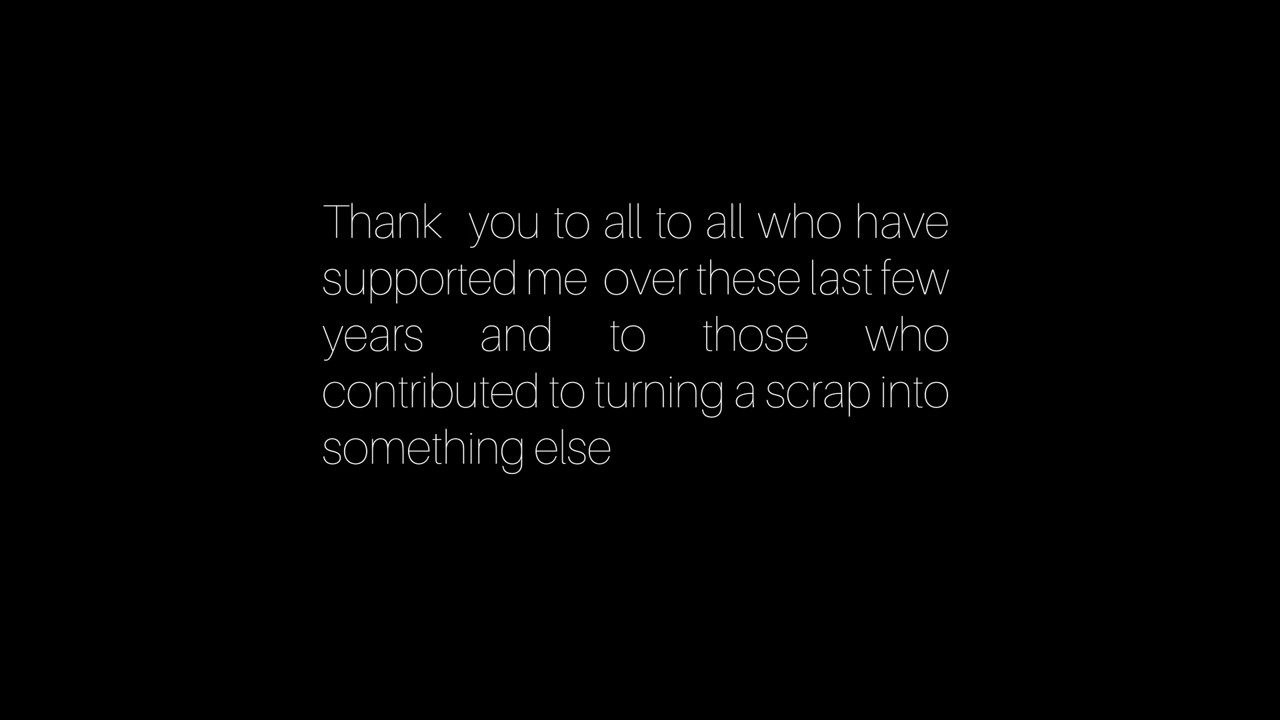 Thank you to all to all who have
supported me over these last few
years and to those who
contributed to turning a scrap into
something else